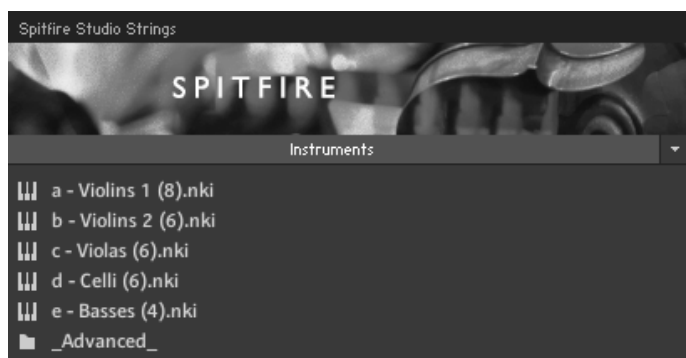 Spitfire Studio Strings
SPITFIRE
Instruments
a - Violins 1 (8).nki
b - Violins 2 (6).nki
c - Violas (6).nki
d - Celli (6).nki
e - Basses (4).nki
_Advanced_